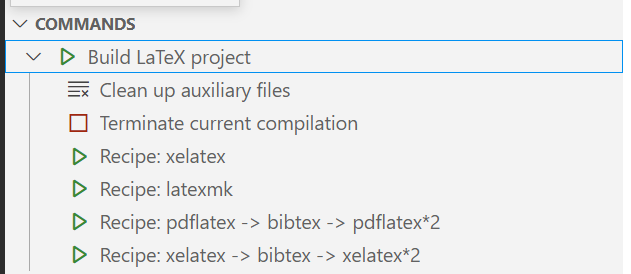 COMMANDS
Build LaTeX project
Clean up auxiliary files
Terminate current compilation
Recipe: xelatex
Recipe: latexmk
Recipe: pdflatex -> bibtex -> pdflatex*2
Recipe: xelatex -> bibtex -> xelatex*2